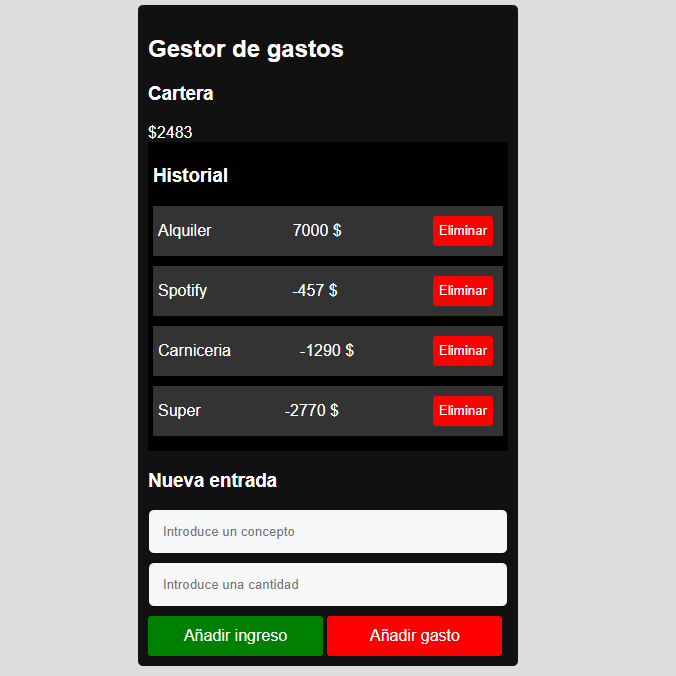 Gestor de gastos
Cartera
$2483
Historial
Alquiler 7000 $ Eliminar
Spotify -457 $ Eliminar
Carniceria -1290 $ Eliminar
Super -2770 $ Eliminar
Nueva entrada
Introduce un concepto
Introduce una cantidad
Añadir ingreso Añadir gasto